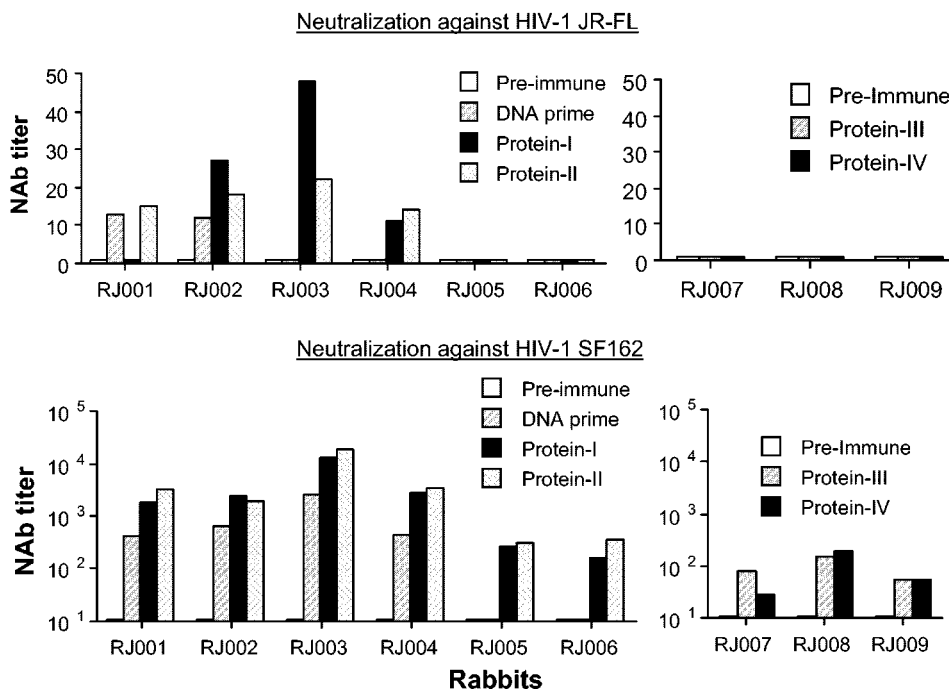 Neutralization against HIV-1 JR-FL
NAb titer
50
40
30
20
10
0
Pre-immune
DNA prime
Protein-I
Protein-II
RJ001 RJ002 RJ003 RJ004 RJ005 RJ006
50
40
30
20
10
0
Pre-Immune
Protein-III
Protein-IV
RJ007 RJ008 RJ009
Neutralization against HIV-1 SF162
NAb titer
10 5
10 4
10 3
10 2
10 1
Pre-immune
DNA prime
Protein-I
Protein-II
RJ001 RJ002 RJ003 RJ004 RJ005 RJ006
10 5
10 4
10 3
10 2
10 1
Pre-Immune
Protein-III
Protein-IV
RJ007 RJ008 RJ009
Rabbits